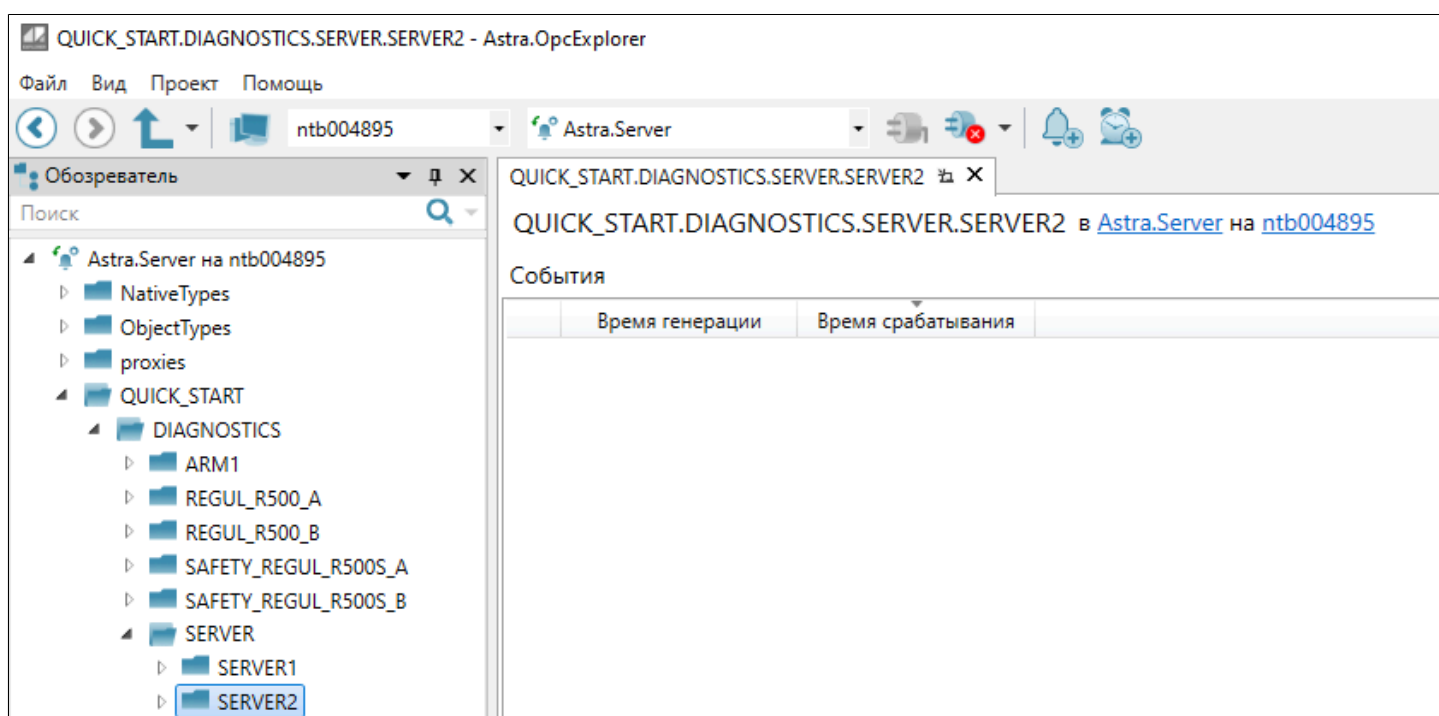 QUICK_START.DIAGNOSTICS.SERVER.SERVER2 - Astra.OpcExplorer
Файл Вид Проект Помощь
ntb004895 Astra.Server
Обозреватель
Поиск
Astra.Server на ntb004895
NativeTypes
ObjectTypes
proxies
QUICK_START
DIAGNOSTICS
ARM1
REGUL_R500_A
REGUL_R500_B
SAFETY_REGUL_R500S_A
SAFETY_REGUL_R500S_B
SERVER
SERVER1
SERVER2
QUICK_START.DIAGNOSTICS.SERVER.SERVER2
QUICK_START.DIAGNOSTICS.SERVER.SERVER2 в Astra.Server на ntb004895
События
Время генерации Время срабатывания